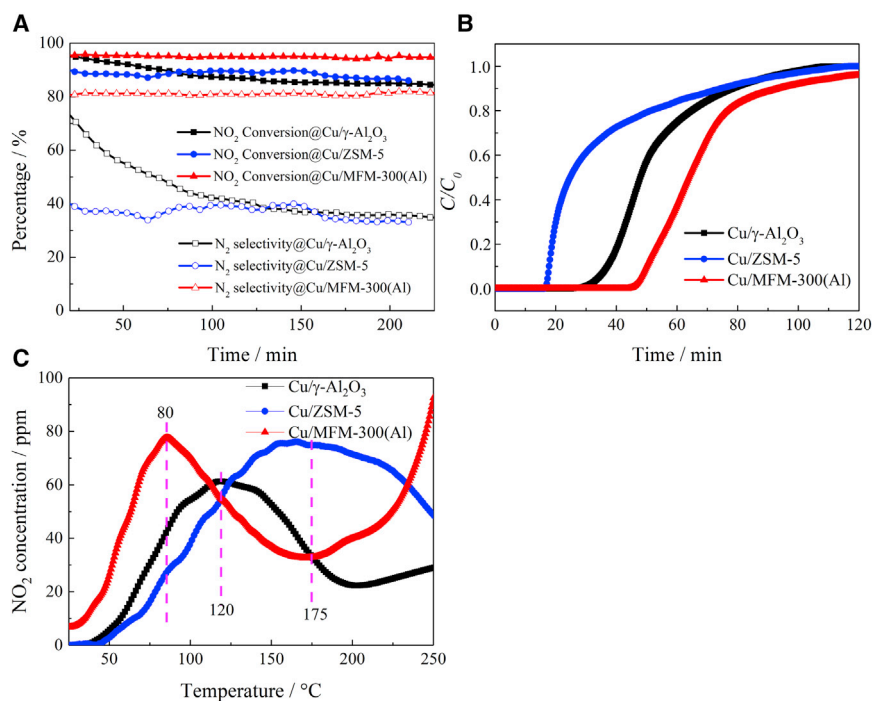 A
Percentage / %
100
80
60
40
20
0
NO₂ Conversion@Cu/γ-Al₂O₃
NO₂ Conversion@Cu/ZSM-5
NO₂ Conversion@Cu/MFM-300(Al)
N₂ selectivity@Cu/γ-Al₂O₃
N₂ selectivity@Cu/ZSM-5
N₂ selectivity@Cu/MFM-300(Al)
50 100 150 200
Time / min
B
C/C₀
1.0
0.8
0.6
0.4
0.2
0.0
Cu/γ-Al₂O₃
Cu/ZSM-5
Cu/MFM-300(Al)
0 20 40 60 80 100 120
Time / min
C
NO₂ concentration / ppm
100
80
60
40
20
0
Cu/γ-Al₂O₃
Cu/ZSM-5
Cu/MFM-300(Al)
80
120
175
50 100 150 200 250
Temperature / °C